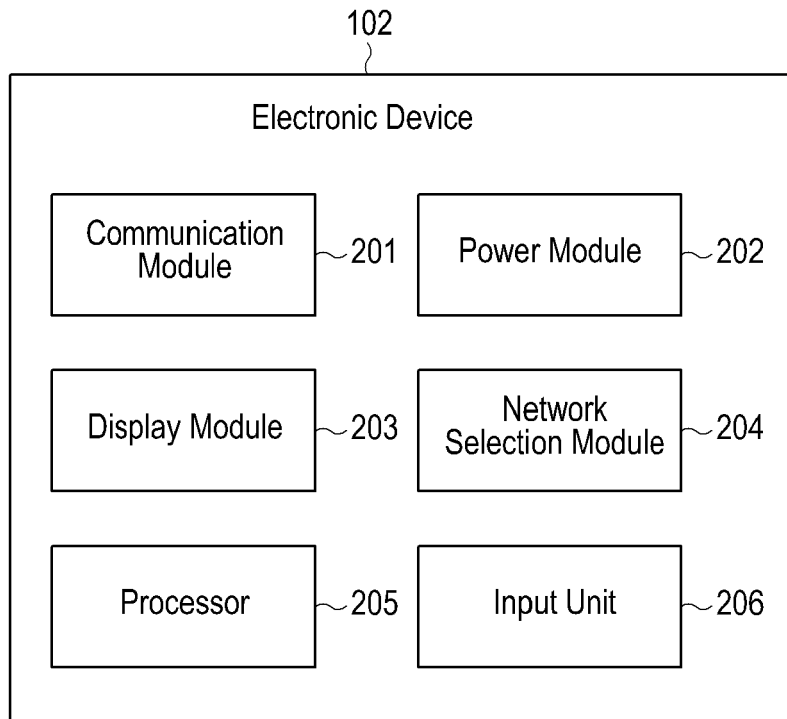 102
Electronic Device
Communication
Module
201
Power Module
202
Display Module
203
Network
Selection Module
204
Processor
205
Input Unit
206